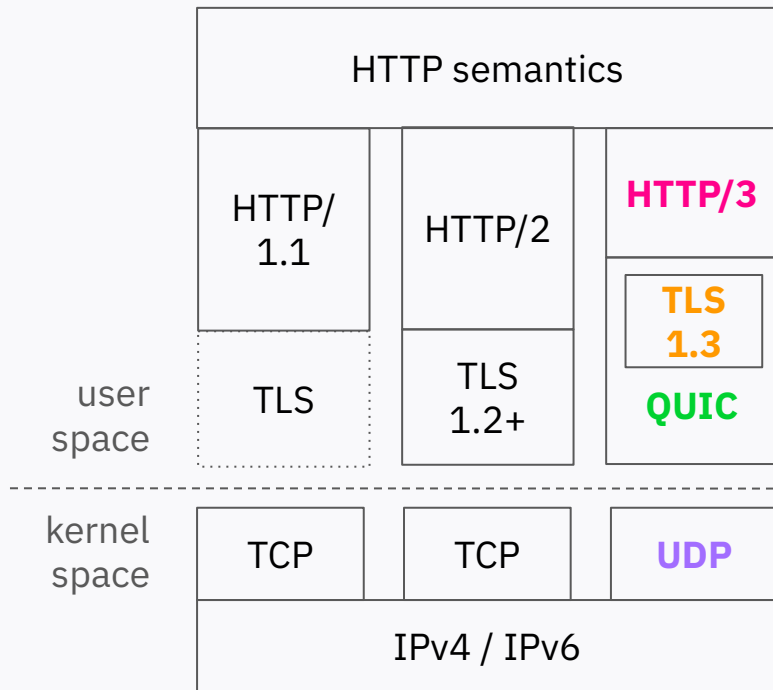 HTTP semantics
HTTP/
1.1
HTTP/2
HTTP/3
TLS
1.3
QUIC
TLS
TLS
1.2+
user
space
kernel
space
TCP
TCP
UDP
IPv4 / IPv6